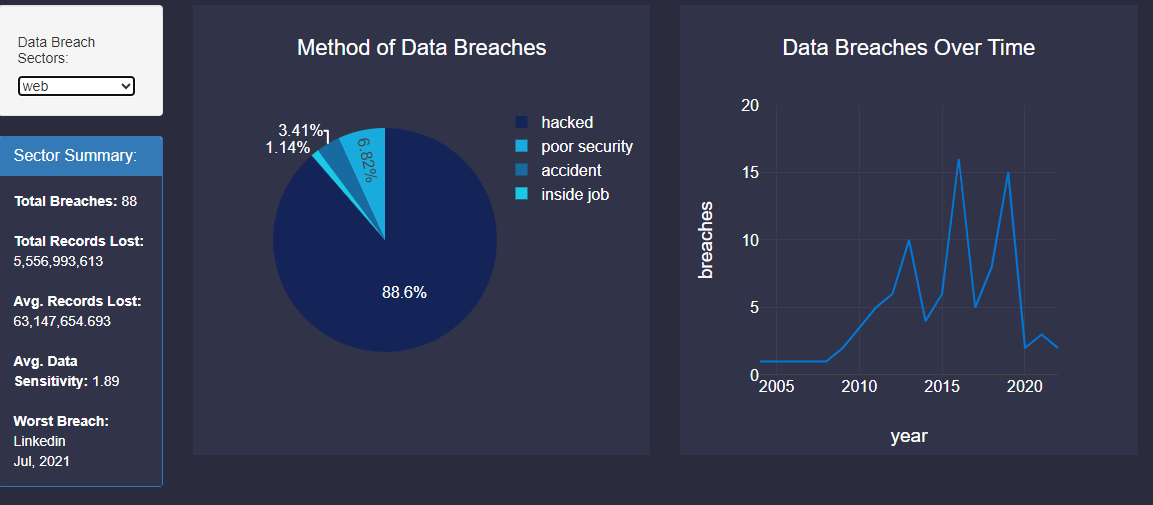 Data Breach
Sectors:
web
Sector Summary:
Total Breaches: 88
Total Records Lost:
5,556,993,613
Avg. Records Lost:
63,147,654.693
Avg. Data
Sensitivity: 1.89
Worst Breach:
Linkedin
Jul, 2021
Method of Data Breaches
3.41%
1.14%
6.82%
88.6%
hacked
poor security
accident
inside job
Data Breaches Over Time
20
15
10
5
0
breaches
2005
2010
2015
2020
year